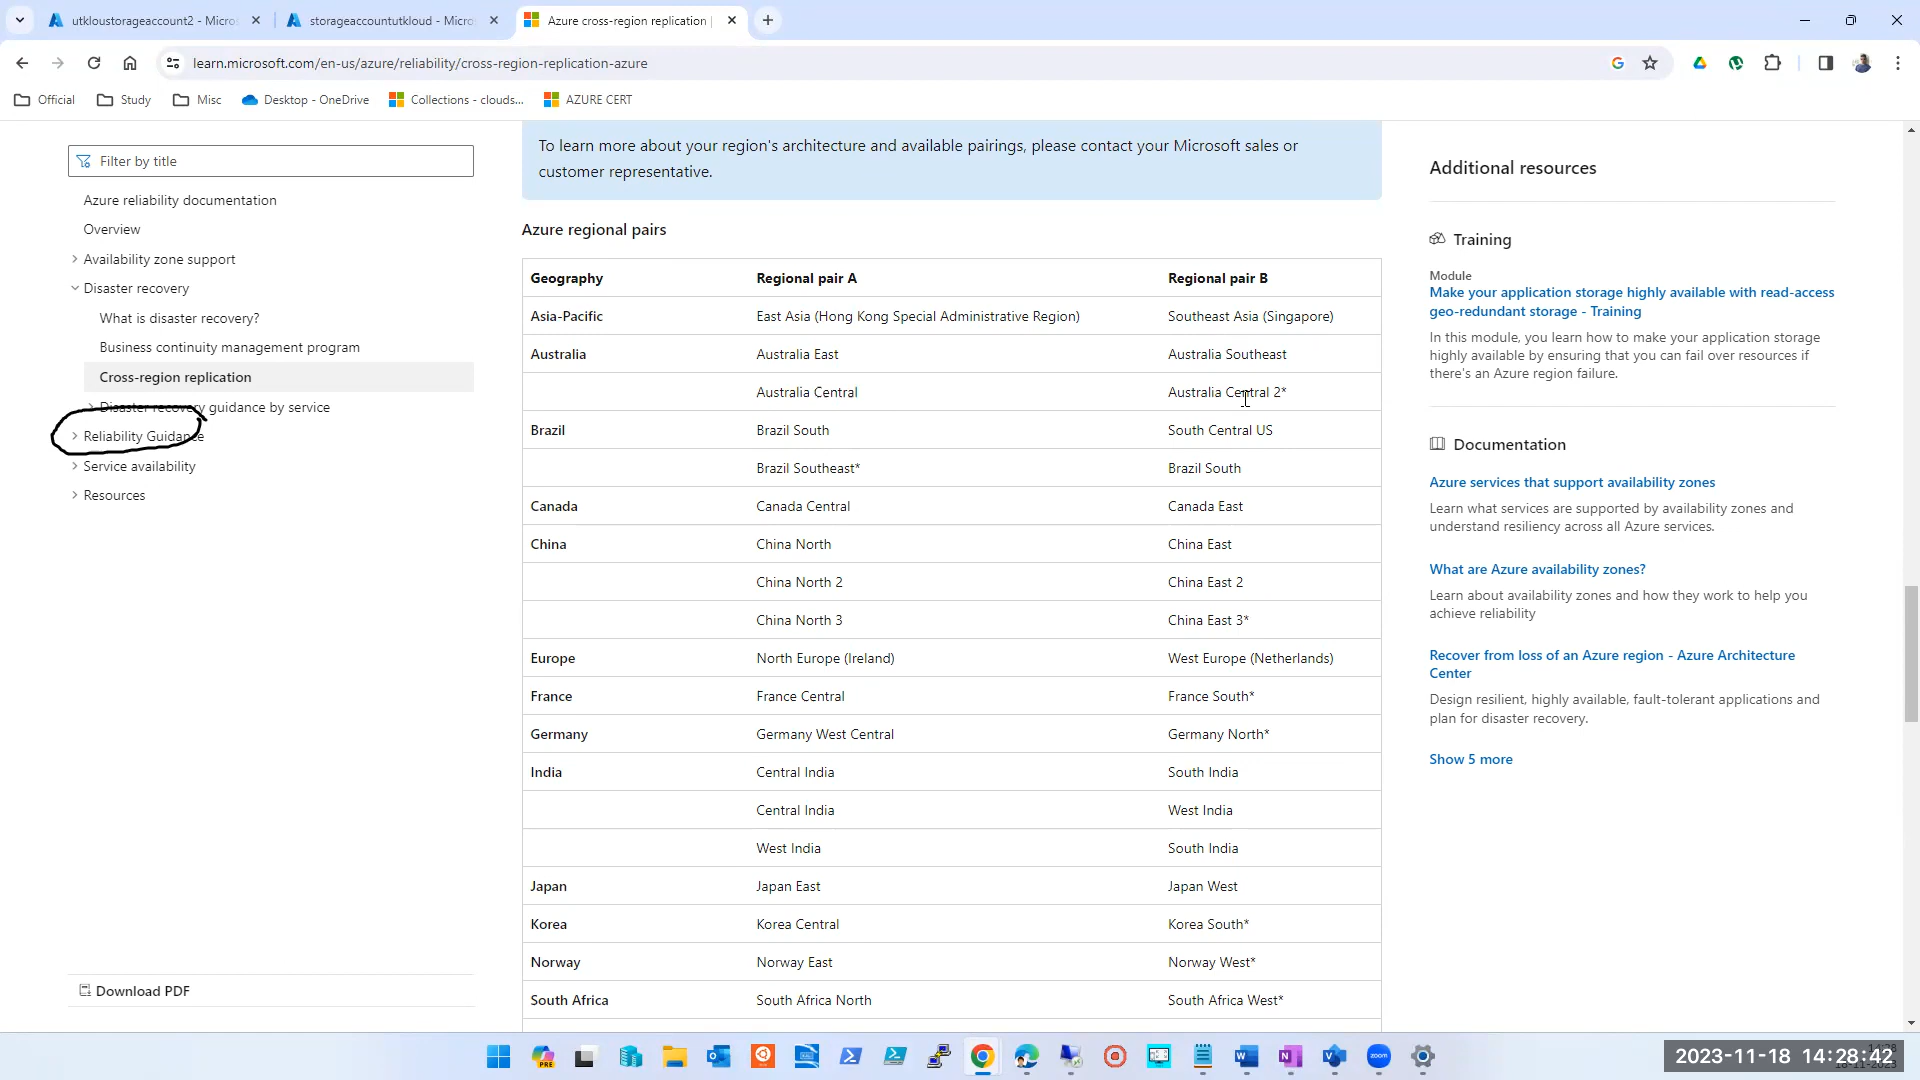 utkloustorageaccount2 - Micro
storageaccountutkloud - Micro
Azure cross-region replication
learn.microsoft.com/en-us/azure/reliability/cross-region-replication-azure
Official
Study
Misc
Desktop - OneDrive
Collections - clouds...
AZURE CERT
Filter by title
Azure reliability documentation
Overview
Availability zone support
Disaster recovery
What is disaster recovery?
Business continuity management program
Cross-region replication
Disaster recovery guidance by service
Reliability Guidance
Service availability
Resources
Download PDF
To learn more about your region's architecture and available pairings, please contact your Microsoft sales or
customer representative.
Azure regional pairs
Geography Regional pair A Regional pair B
Asia-Pacific East Asia (Hong Kong Special Administrative Region) Southeast Asia (Singapore)
Australia Australia East Australia Southeast
Australia Central Australia Central 2*
Brazil Brazil South South Central US
Brazil Southeast* Brazil South
Canada Canada Central Canada East
China China North China East
China North 2 China East 2
China North 3 China East 3*
Europe North Europe (Ireland) West Europe (Netherlands)
France France Central France South*
Germany Germany West Central Germany North*
India Central India South India
Central India West India
West India South India
Japan Japan East Japan West
Korea Korea Central Korea South*
Norway Norway East Norway West*
South Africa South Africa North South Africa West*
Additional resources
Training
Module
Make your application storage highly available with read-access
geo-redundant storage - Training
In this module, you learn how to make your application storage
highly available by ensuring that you can fail over resources if
there's an Azure region failure.
Documentation
Azure services that support availability zones
Learn what services are supported by availability zones and
understand resiliency across all Azure services.
What are Azure availability zones?
Learn about availability zones and how they work to help you
achieve reliability
Recover from loss of an Azure region - Azure Architecture
Center
Design resilient, highly available, fault-tolerant applications and
plan for disaster recovery.
Show 5 more
PRE
zoom
2023-11-18 14:28:42